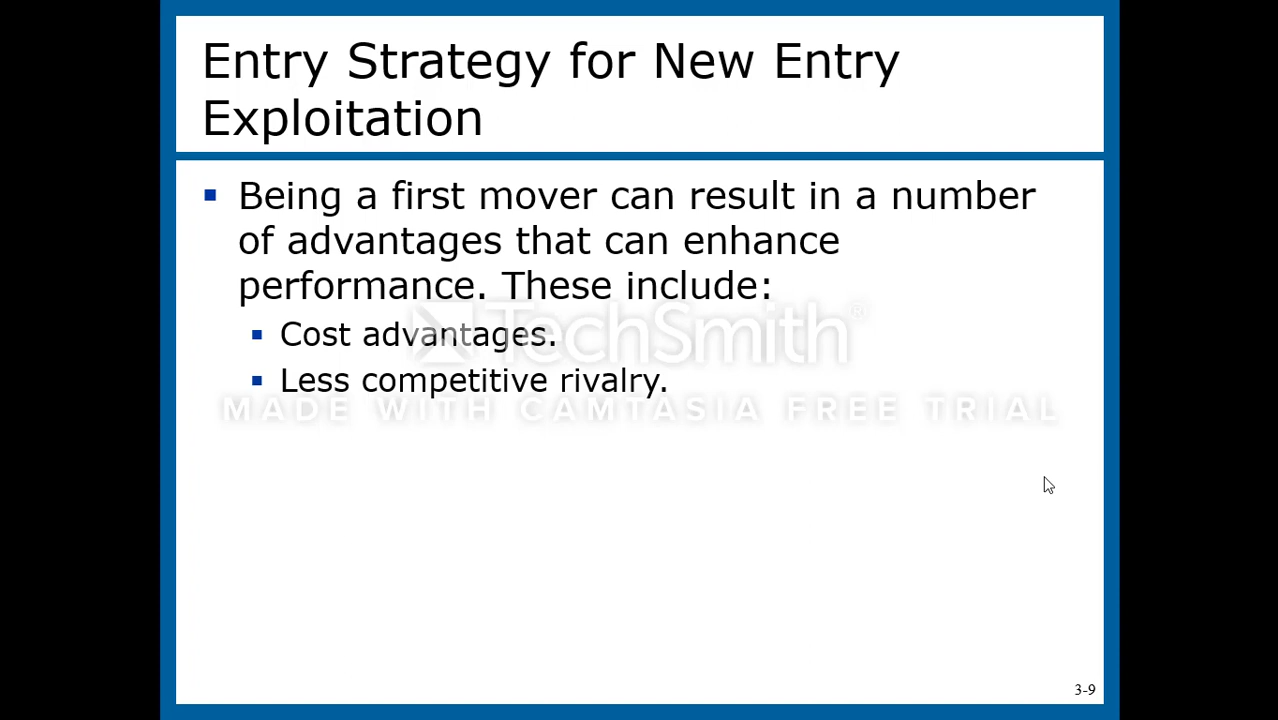 Entry Strategy for New Entry
Exploitation
Being a first mover can result in a number
of advantages that can enhance
performance. These include:
Cost advantages.
Less competitive rivalry.
TechSmith®
MADE WITH CAMTASIA FREE TRIAL
3-9